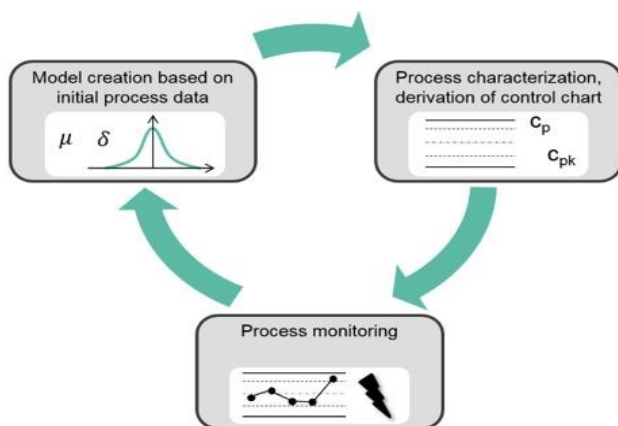 Model creation based on
initial process data
μ δ
Process characterization,
derivation of control chart
Cp
Cpk
Process monitoring